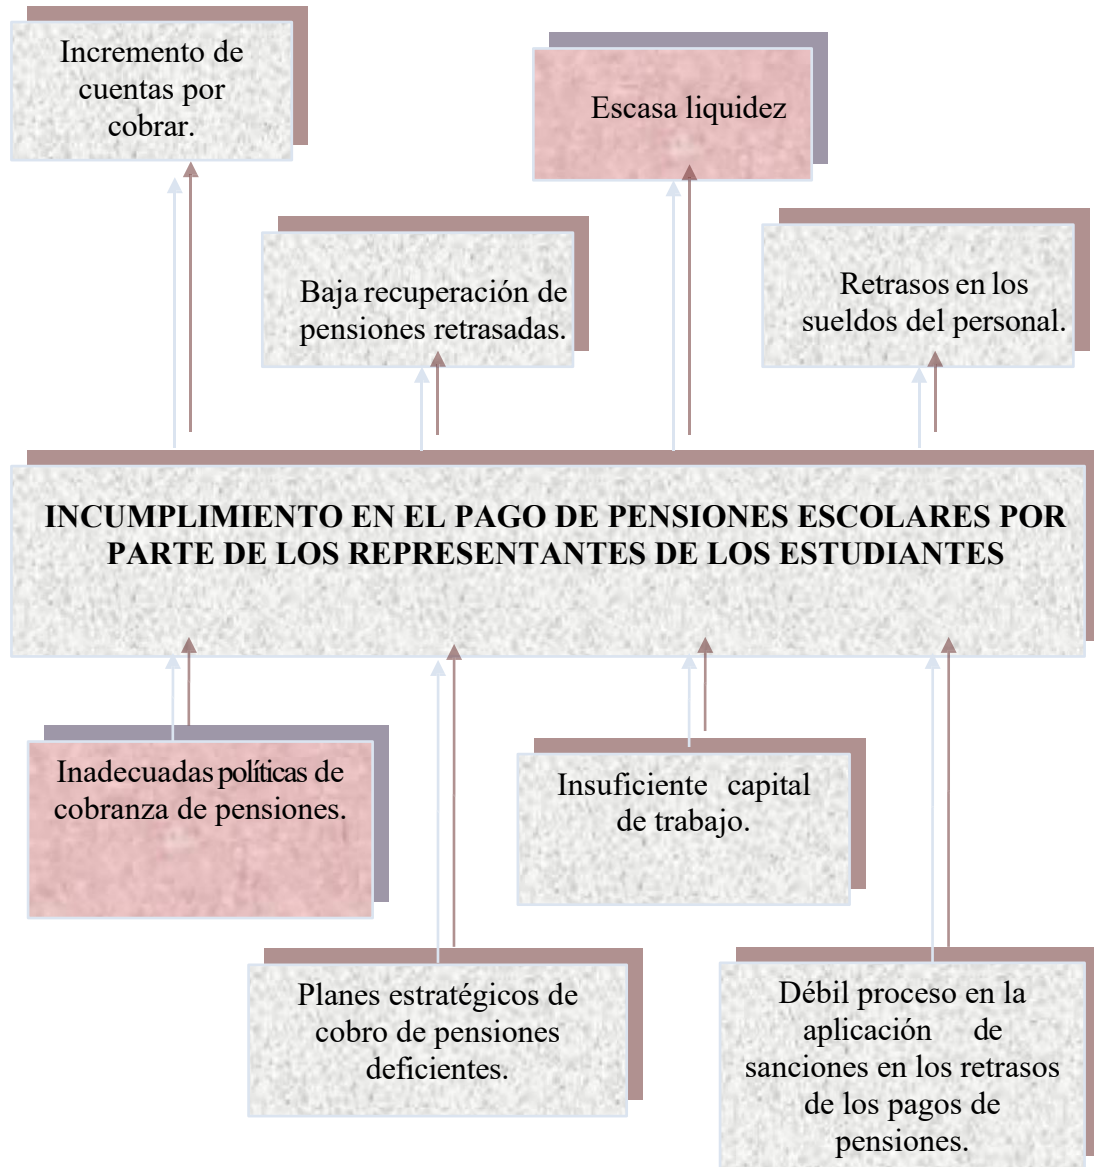 Incremento de
cuentas por
cobrar.
Escasa liquidez
Baja recuperación de
pensiones retrasadas.
Retrasos en los
sueldos del personal.
INCUMPLIMIENTO EN EL PAGO DE PENSIONES ESCOLARES POR
PARTE DE LOS REPRESENTANTES DE LOS ESTUDIANTES
Inadecuadas políticas de
cobranza de pensiones.
Insuficiente capital
de trabajo.
Planes estratégicos de
cobro de pensiones
deficientes.
Débil proceso en la
aplicación de
sanciones en los retrasos
de los pagos de
pensiones.